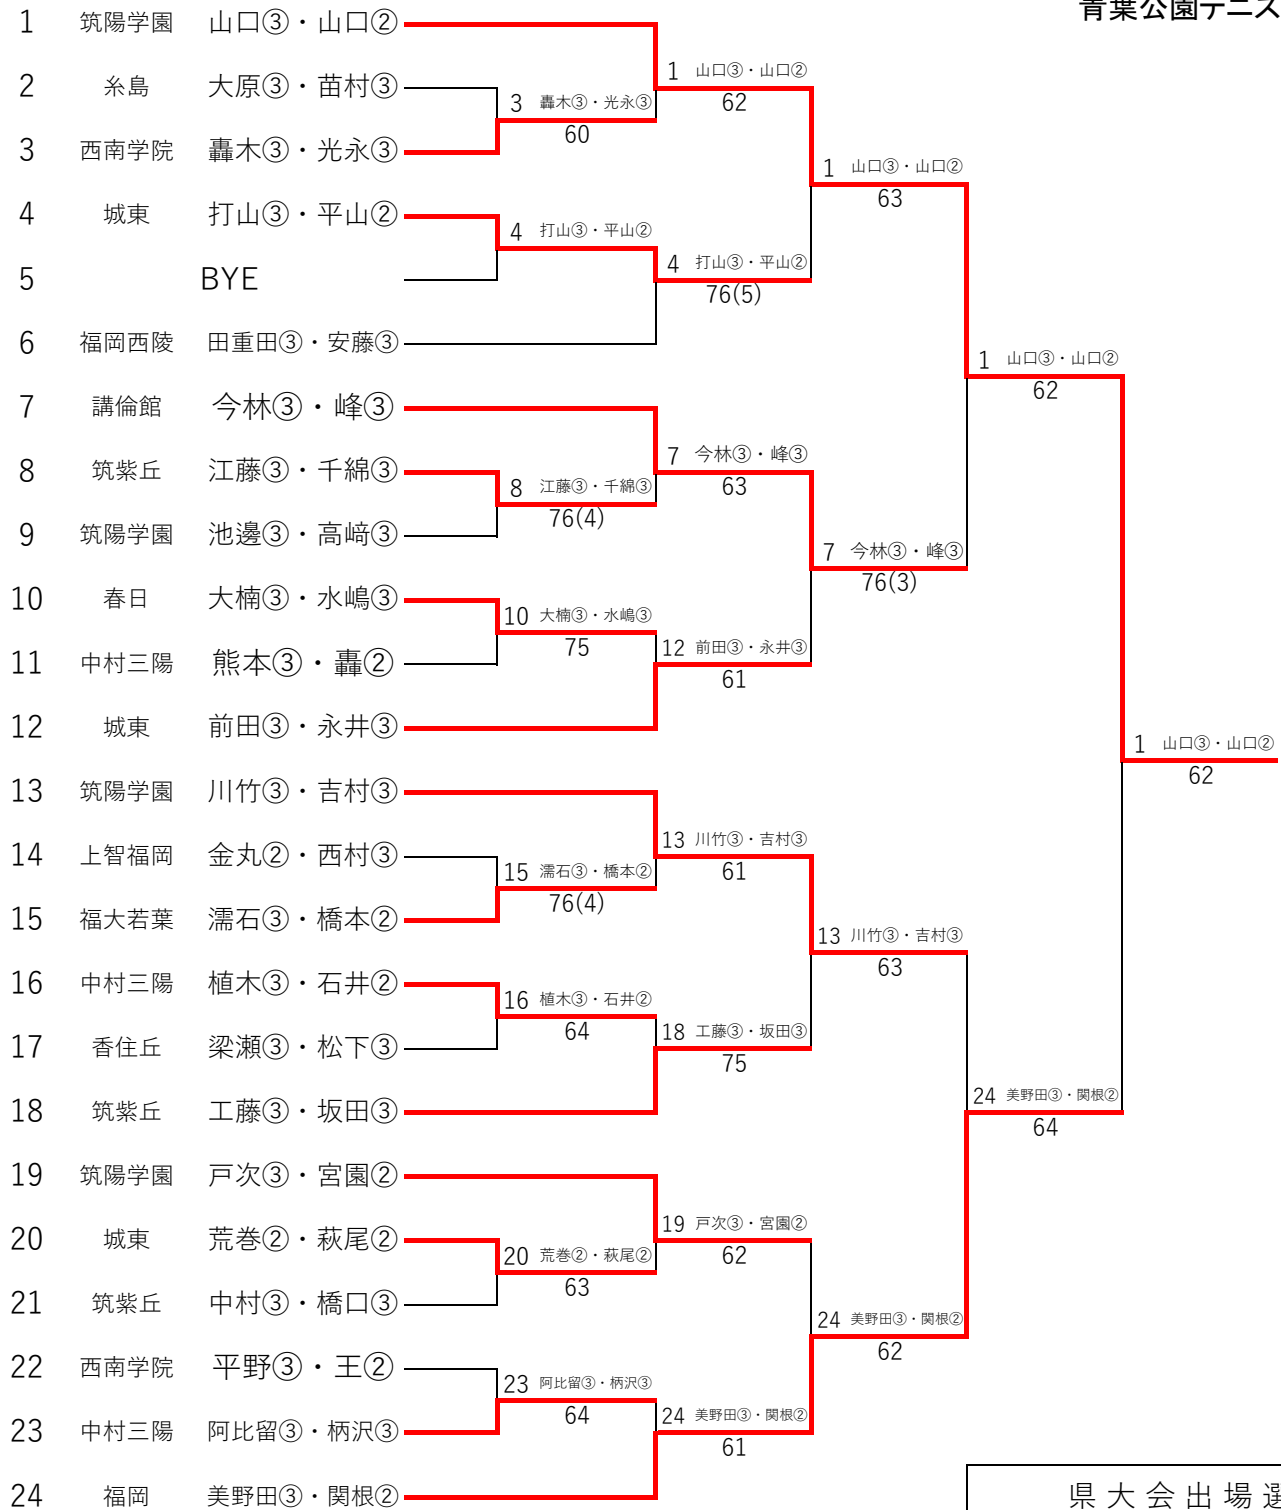 青葉公園テニス
1 筑陽学園 山口③・山口②
2 糸島 大原③・苗村③
3 西南学院 轟木③・光永③
4 城東 打山③・平山②
5 BYE
6 福岡西陵 田重田③・安藤③
7 講倫館 今林③・峰③
8 筑紫丘 江藤③・千綿③
9 筑陽学園 池邊③・高﨑③
10 春日 大楠③・水嶋③
11 中村三陽 熊本③・轟②
12 城東 前田③・永井③
13 筑陽学園 川竹③・吉村③
14 上智福岡 金丸②・西村③
15 福大若葉 濡石③・橋本②
16 中村三陽 植木③・石井②
17 香住丘 梁瀬③・松下③
18 筑紫丘 工藤③・坂田③
19 筑陽学園 戸次③・宮園②
20 城東 荒巻②・萩尾②
21 筑紫丘 中村③・橋口③
22 西南学院 平野③・王②
23 中村三陽 阿比留③・柄沢③
24 福岡 美野田③・関根②
3 轟木③・光永③
60
4 打山③・平山②
8 江藤③・千綿③
76(4)
10 大楠③・水嶋③
75
15 濡石③・橋本②
76(4)
16 植木③・石井②
64
20 荒巻②・萩尾②
63
23 阿比留③・柄沢③
64
1 山口③・山口②
62
4 打山③・平山②
76(5)
7 今林③・峰③
63
12 前田③・永井③
61
13 川竹③・吉村③
61
18 工藤③・坂田③
75
19 戸次③・宮園②
62
24 美野田③・関根②
61
1 山口③・山口②
63
7 今林③・峰③
76(3)
13 川竹③・吉村③
63
24 美野田③・関根②
62
1 山口③・山口②
62
24 美野田③・関根②
64
1 山口③・山口②
62
県大会出場選